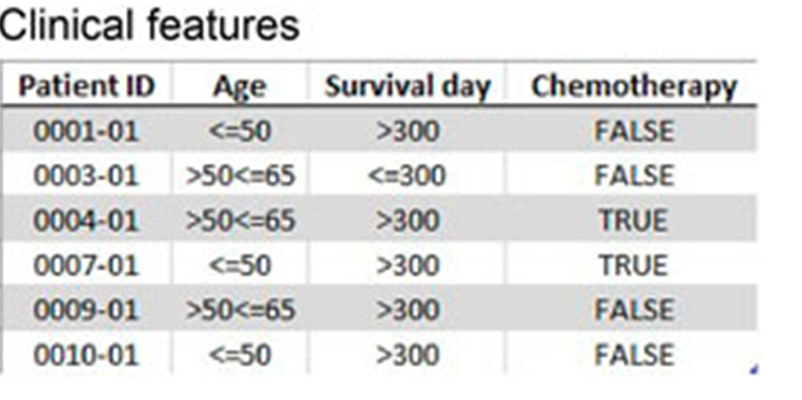 Clinical features
Patient ID Age Survival day Chemotherapy
0001-01 <=50 >300 FALSE
0003-01 >50<=65 <=300 FALSE
0004-01 >50<=65 >300 TRUE
0007-01 <=50 >300 TRUE
0009-01 >50<=65 >300 FALSE
0010-01 <=50 >300 FALSE